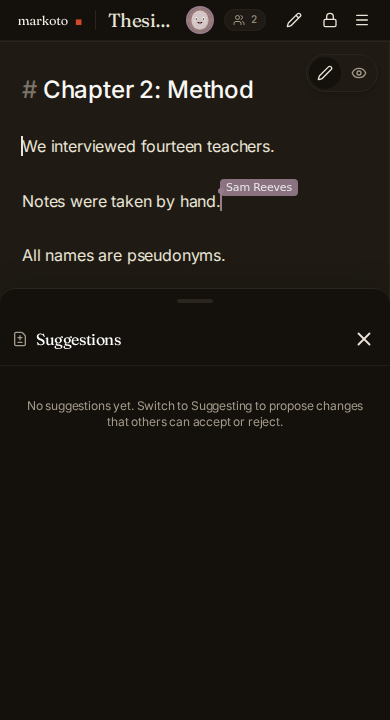 markoto
Thesi...
2
# Chapter 2: Method
We interviewed fourteen teachers.
Sam Reeves
Notes were taken by hand.
All names are pseudonyms.
Suggestions
No suggestions yet. Switch to Suggesting to propose changes
that others can accept or reject.